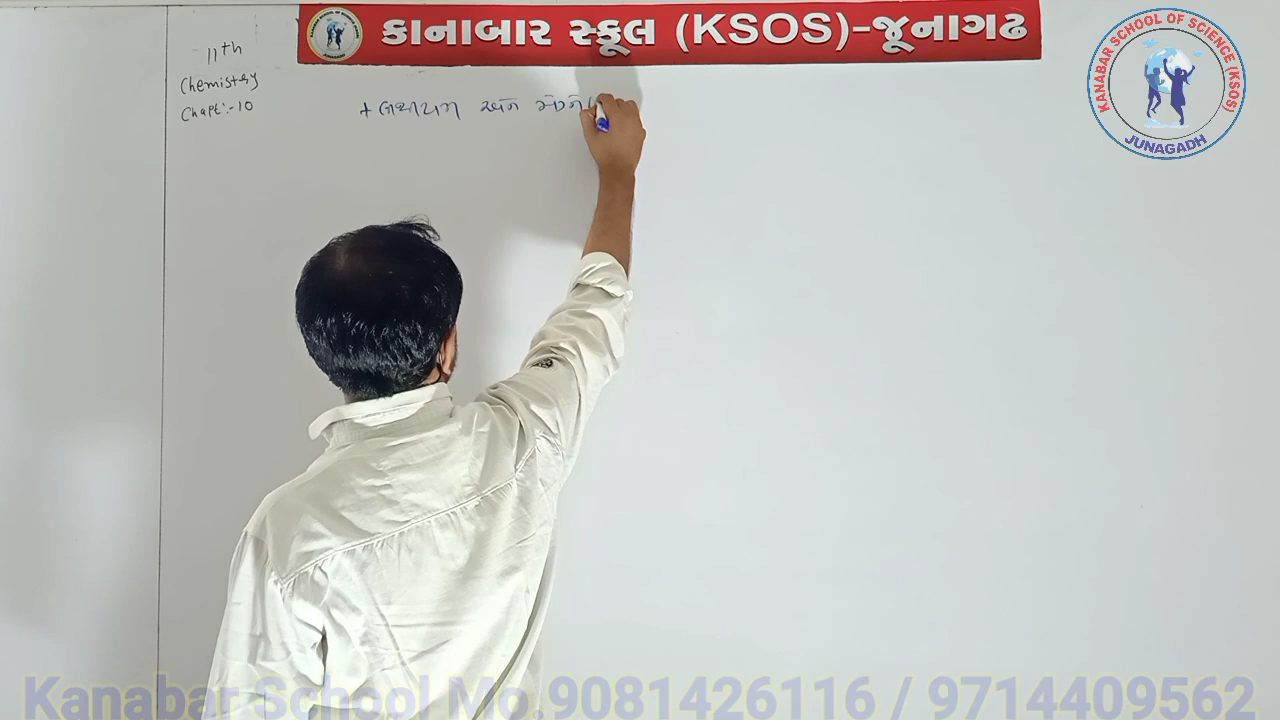 કાનાબાર સ્કૂલ (KSOS)-જૂનાગઢ
11th
Chemistry
Chapt:-10
KANABAR SCHOOL OF SCIENCE (KSOS)
JUNAGADH
Kanabar School Mo.9081426116 / 9714409562